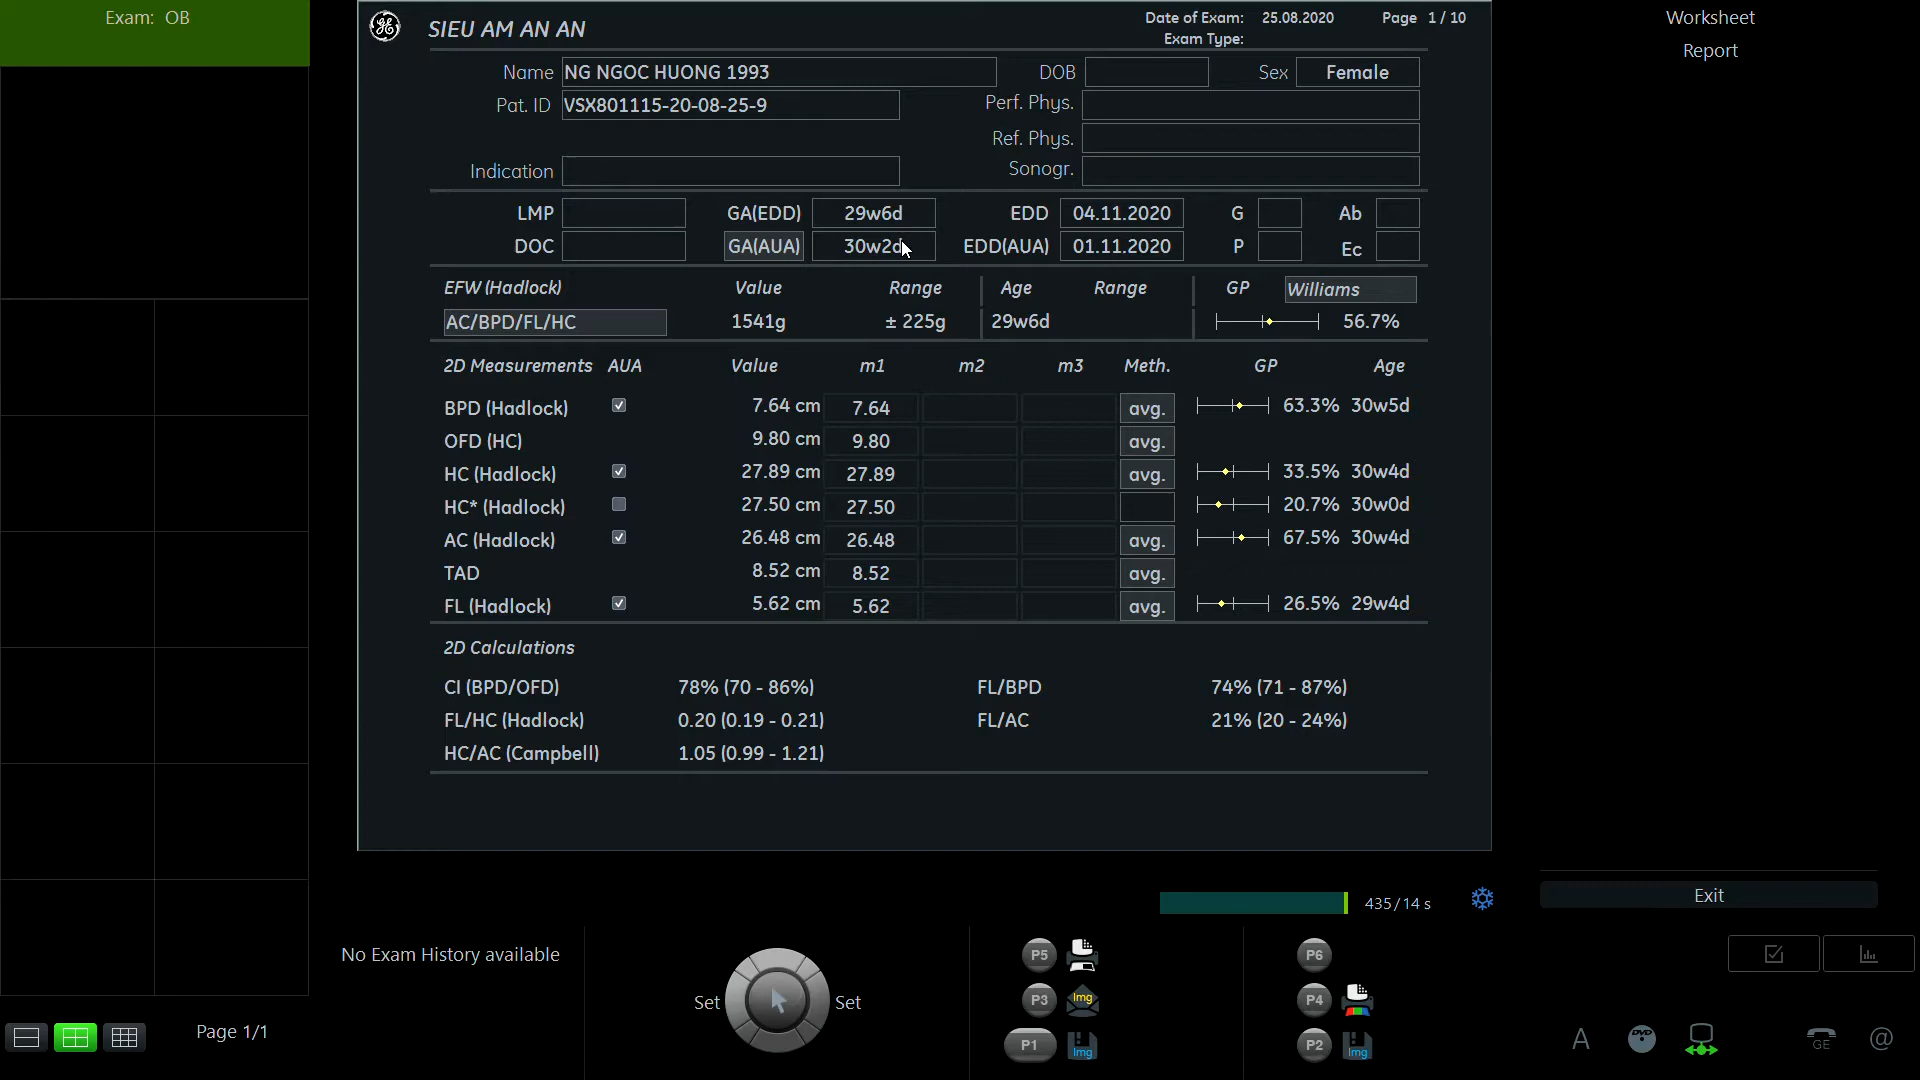 Exam: OB
SIEU AM AN AN
Date of Exam: 25.08.2020 Page 1 / 10
Exam Type:
Name NG NGOC HUONG 1993 DOB Sex Female
Pat. ID VSX801115-20-08-25-9 Perf. Phys.
Ref. Phys.
Indication Sonogr.
LMP GA(EDD) 29w6d EDD 04.11.2020 G Ab
DOC GA(AUA) 30w2d EDD(AUA) 01.11.2020 P Ec
EFW (Hadlock) Value Range Age Range GP Williams
AC/BPD/FL/HC 1541g ± 225g 29w6d 56.7%
2D Measurements AUA Value m1 m2 m3 Meth. GP Age
BPD (Hadlock) 7.64 cm 7.64 avg. 63.3% 30w5d
OFD (HC) 9.80 cm 9.80 avg.
HC (Hadlock) 27.89 cm 27.89 avg. 33.5% 30w4d
HC* (Hadlock) 27.50 cm 27.50 20.7% 30w0d
AC (Hadlock) 26.48 cm 26.48 avg. 67.5% 30w4d
TAD 8.52 cm 8.52 avg.
FL (Hadlock) 5.62 cm 5.62 avg. 26.5% 29w4d
2D Calculations
CI (BPD/OFD) 78% (70 - 86%) FL/BPD 74% (71 - 87%)
FL/HC (Hadlock) 0.20 (0.19 - 0.21) FL/AC 21% (20 - 24%)
HC/AC (Campbell) 1.05 (0.99 - 1.21)
Worksheet
Report
435/14 s
Exit
No Exam History available
Set Set
P5 P6
P3 Img P4
P1 Img P2 Img
Page 1/1
A DVD GE @